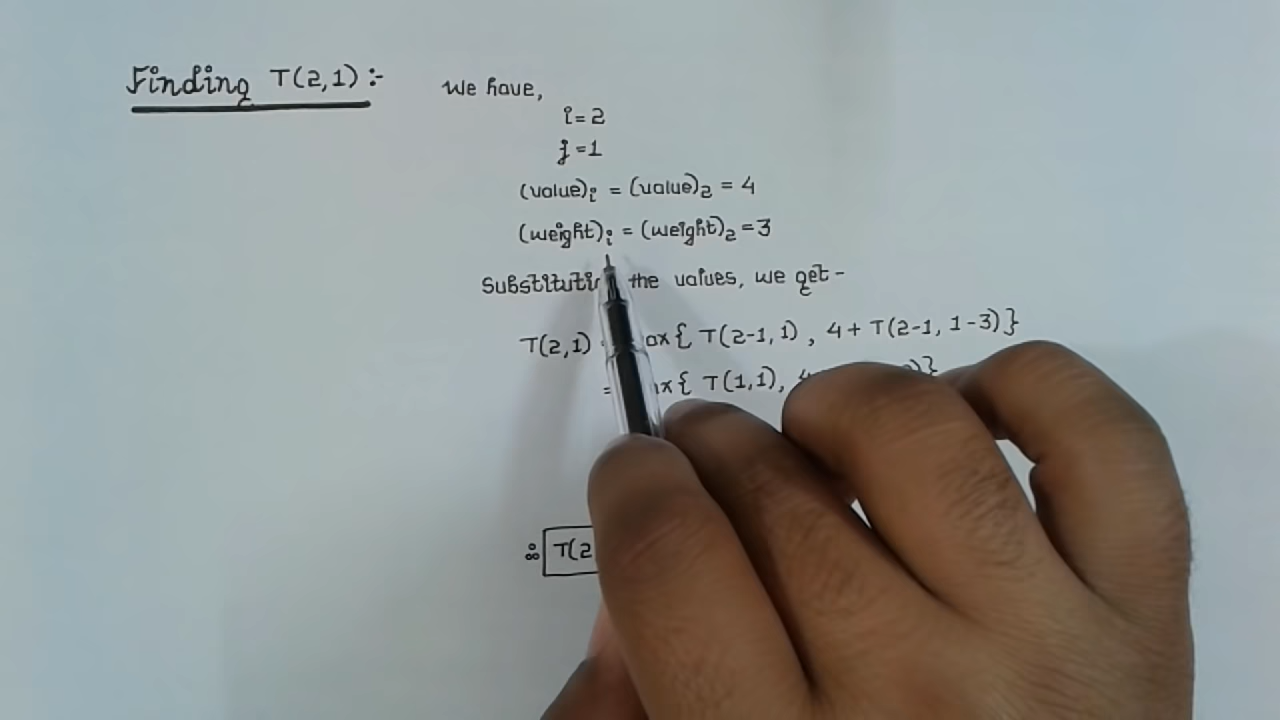 Finding T(2,1) :-
We have,
i = 2
j = 1
(value)i = (value)2 = 4
(weight)i = (weight)2 = 3
the values, we get -
T(2,1) { T(2-1, 1) , 4 + T(2-1, 1-3) }
= { T(1,1),
∴ T(2